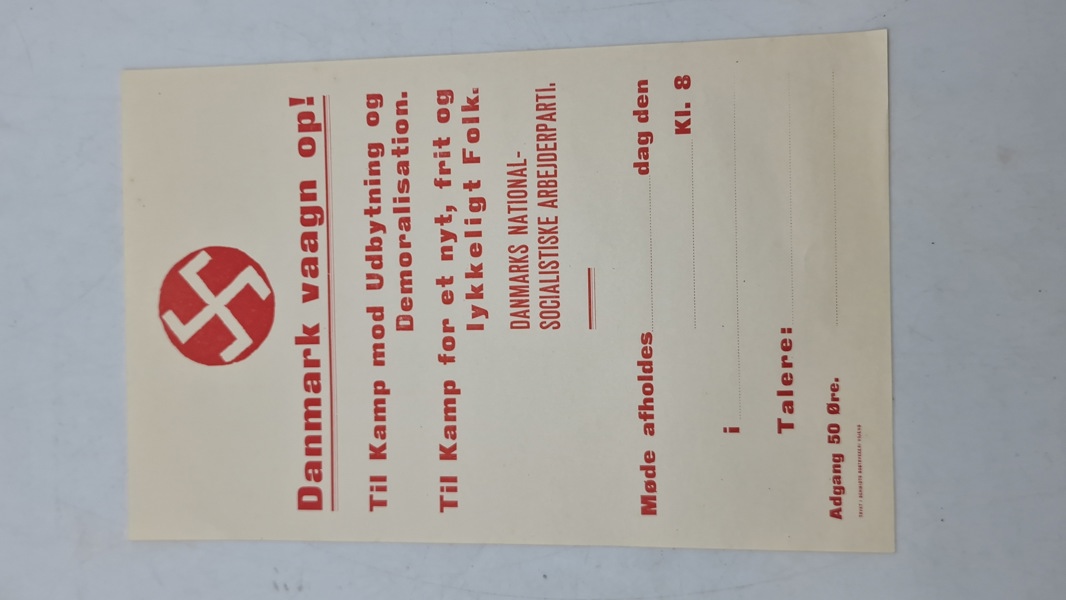 Danmark vaagn op!
Til Kamp mod Udbytning og
Demoralisation.
Til Kamp for et nyt, frit og
lykkeligt Folk.
DANMARKS NATIONAL-
SOCIALISTISKE ARBEJDERPARTI.
Møde afholdes dag den
Kl. 8
i
Talere:
Adgang 50 Øre.